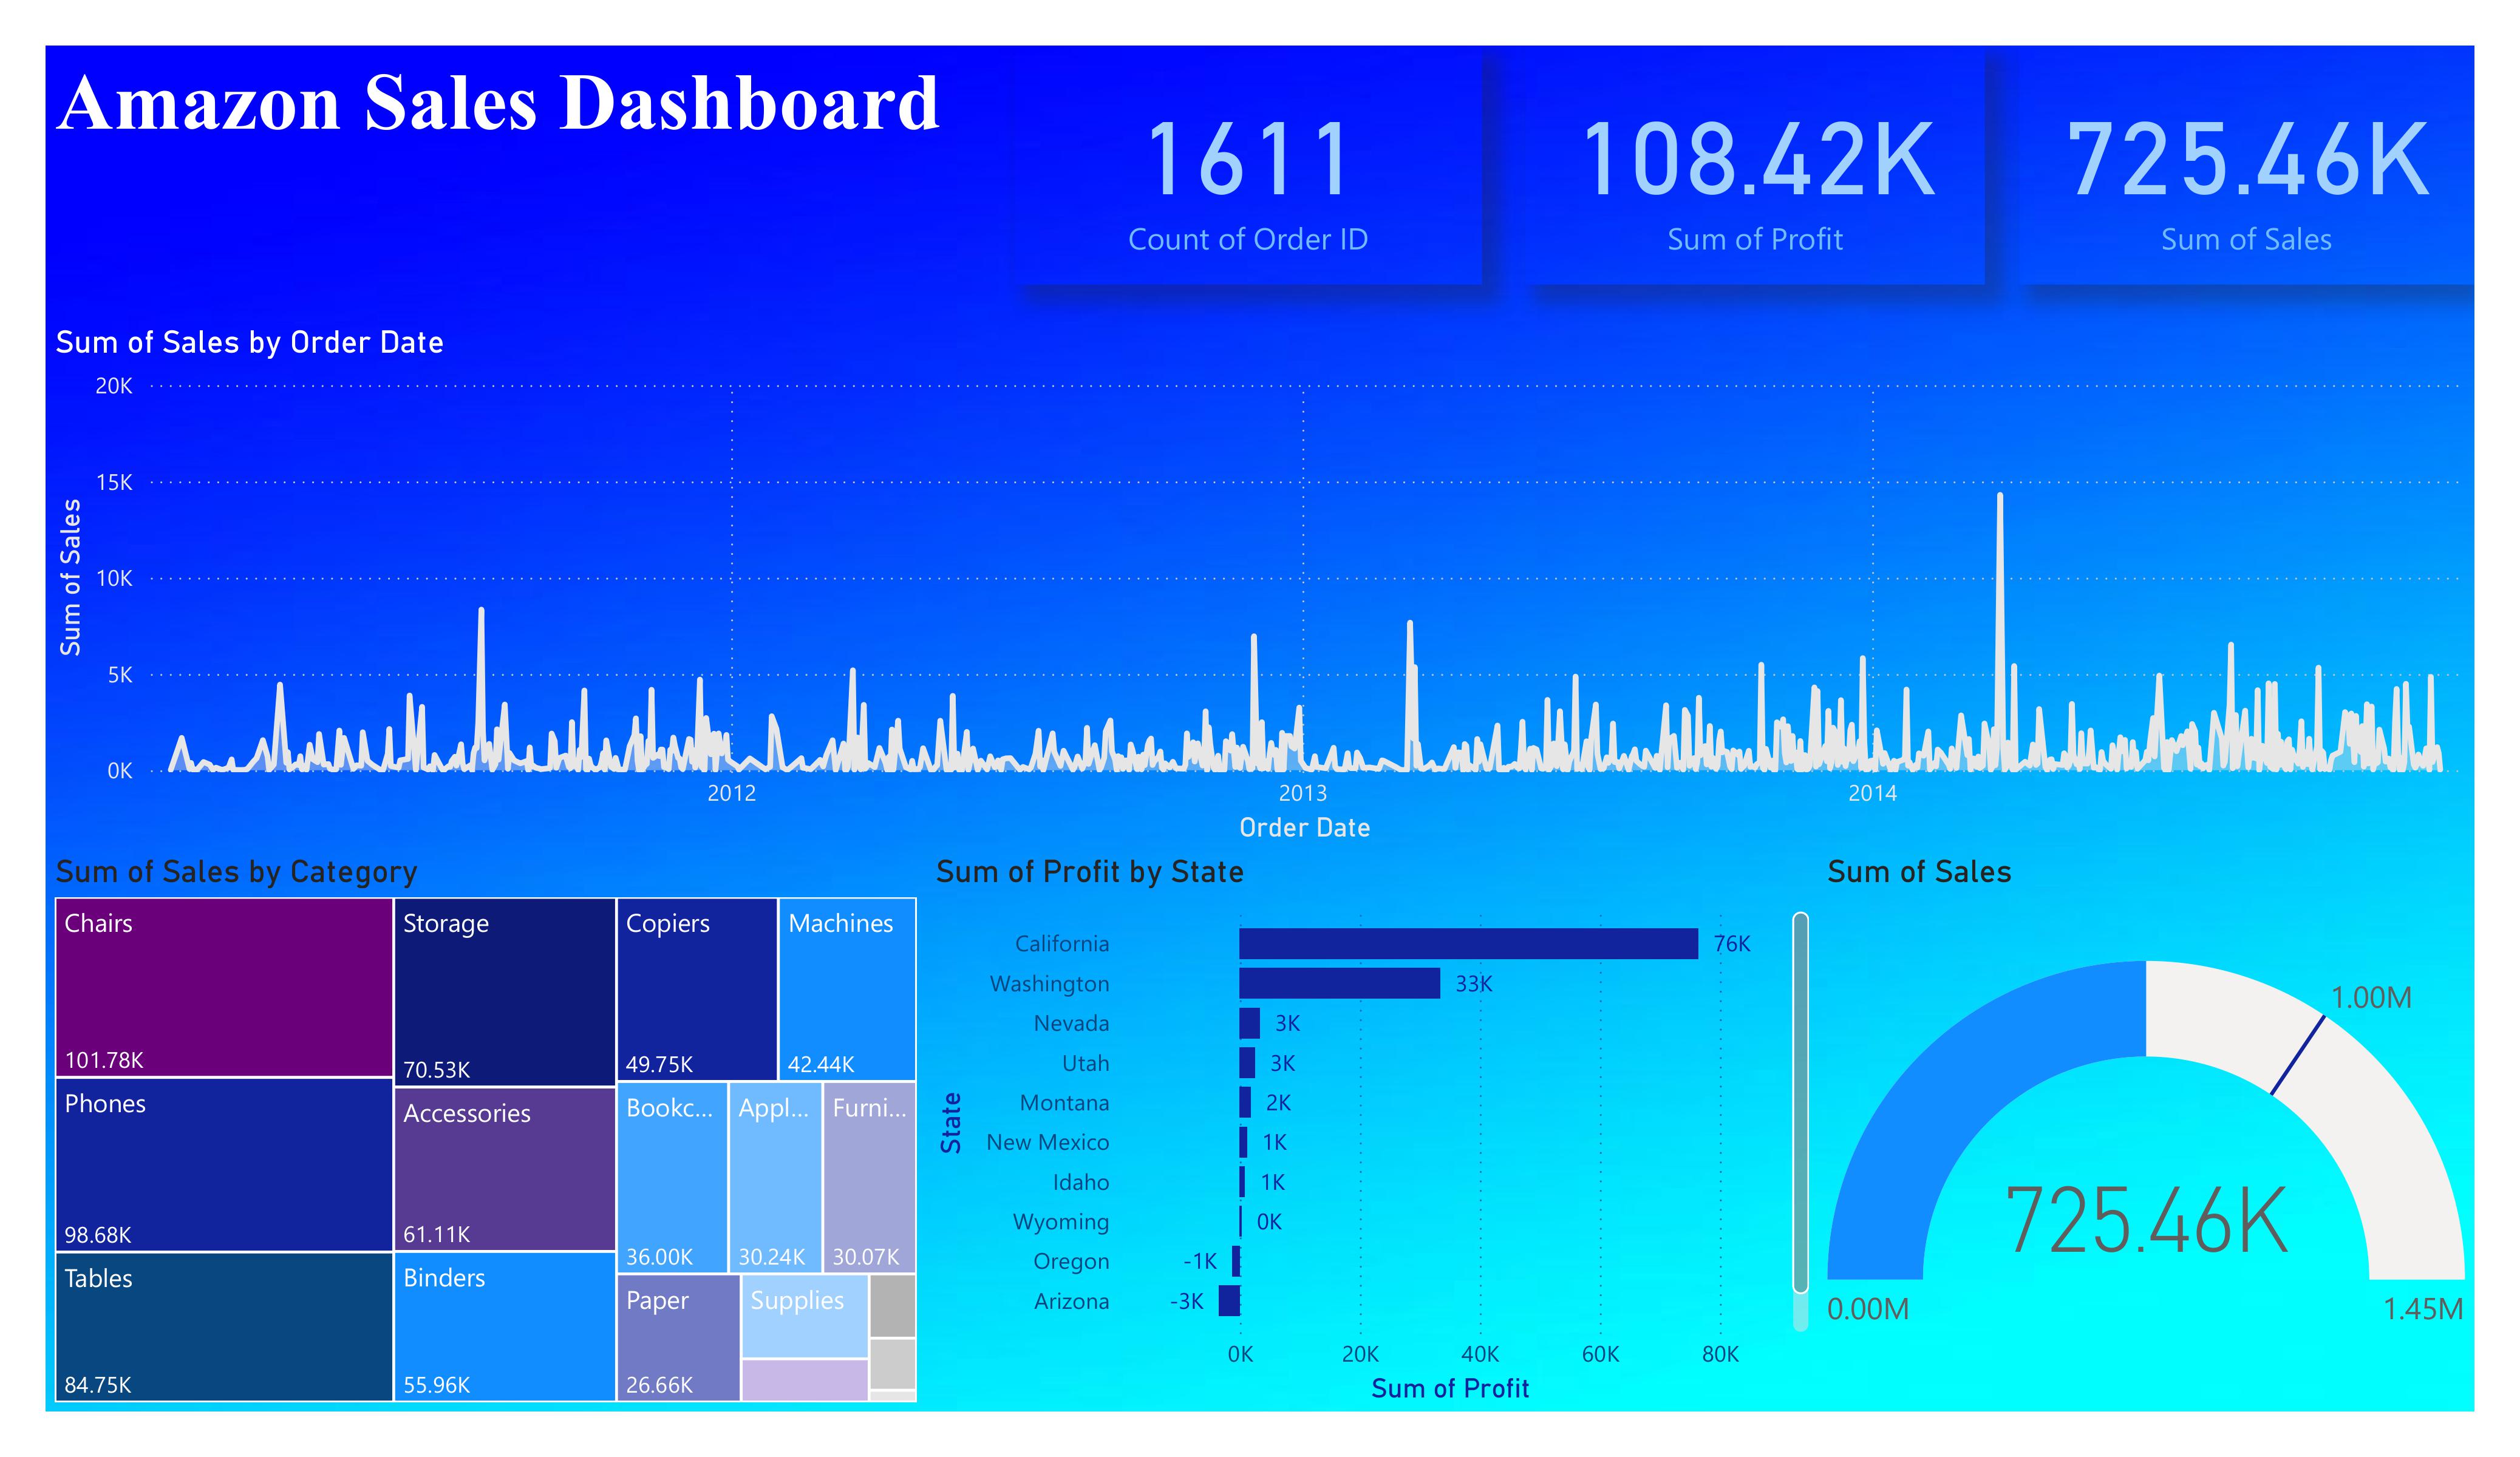 Amazon Sales Dashboard
1611
Count of Order ID
108.42K
Sum of Profit
725.46K
Sum of Sales
Sum of Sales by Order Date
Sum of Sales
20K
15K
10K
5K
0K
2012
2013
2014
Order Date
Sum of Sales by Category
Chairs
101.78K
Phones
98.68K
Tables
84.75K
Storage
70.53K
Accessories
61.11K
Binders
55.96K
Copiers
49.75K
Machines
42.44K
Bookc...
36.00K
Appl...
30.24K
Furni...
30.07K
Paper
26.66K
Supplies
Sum of Profit by State
State
California 76K
Washington 33K
Nevada 3K
Utah 3K
Montana 2K
New Mexico 1K
Idaho 1K
Wyoming 0K
Oregon -1K
Arizona -3K
0K 20K 40K 60K 80K
Sum of Profit
Sum of Sales
1.00M
725.46K
0.00M
1.45M